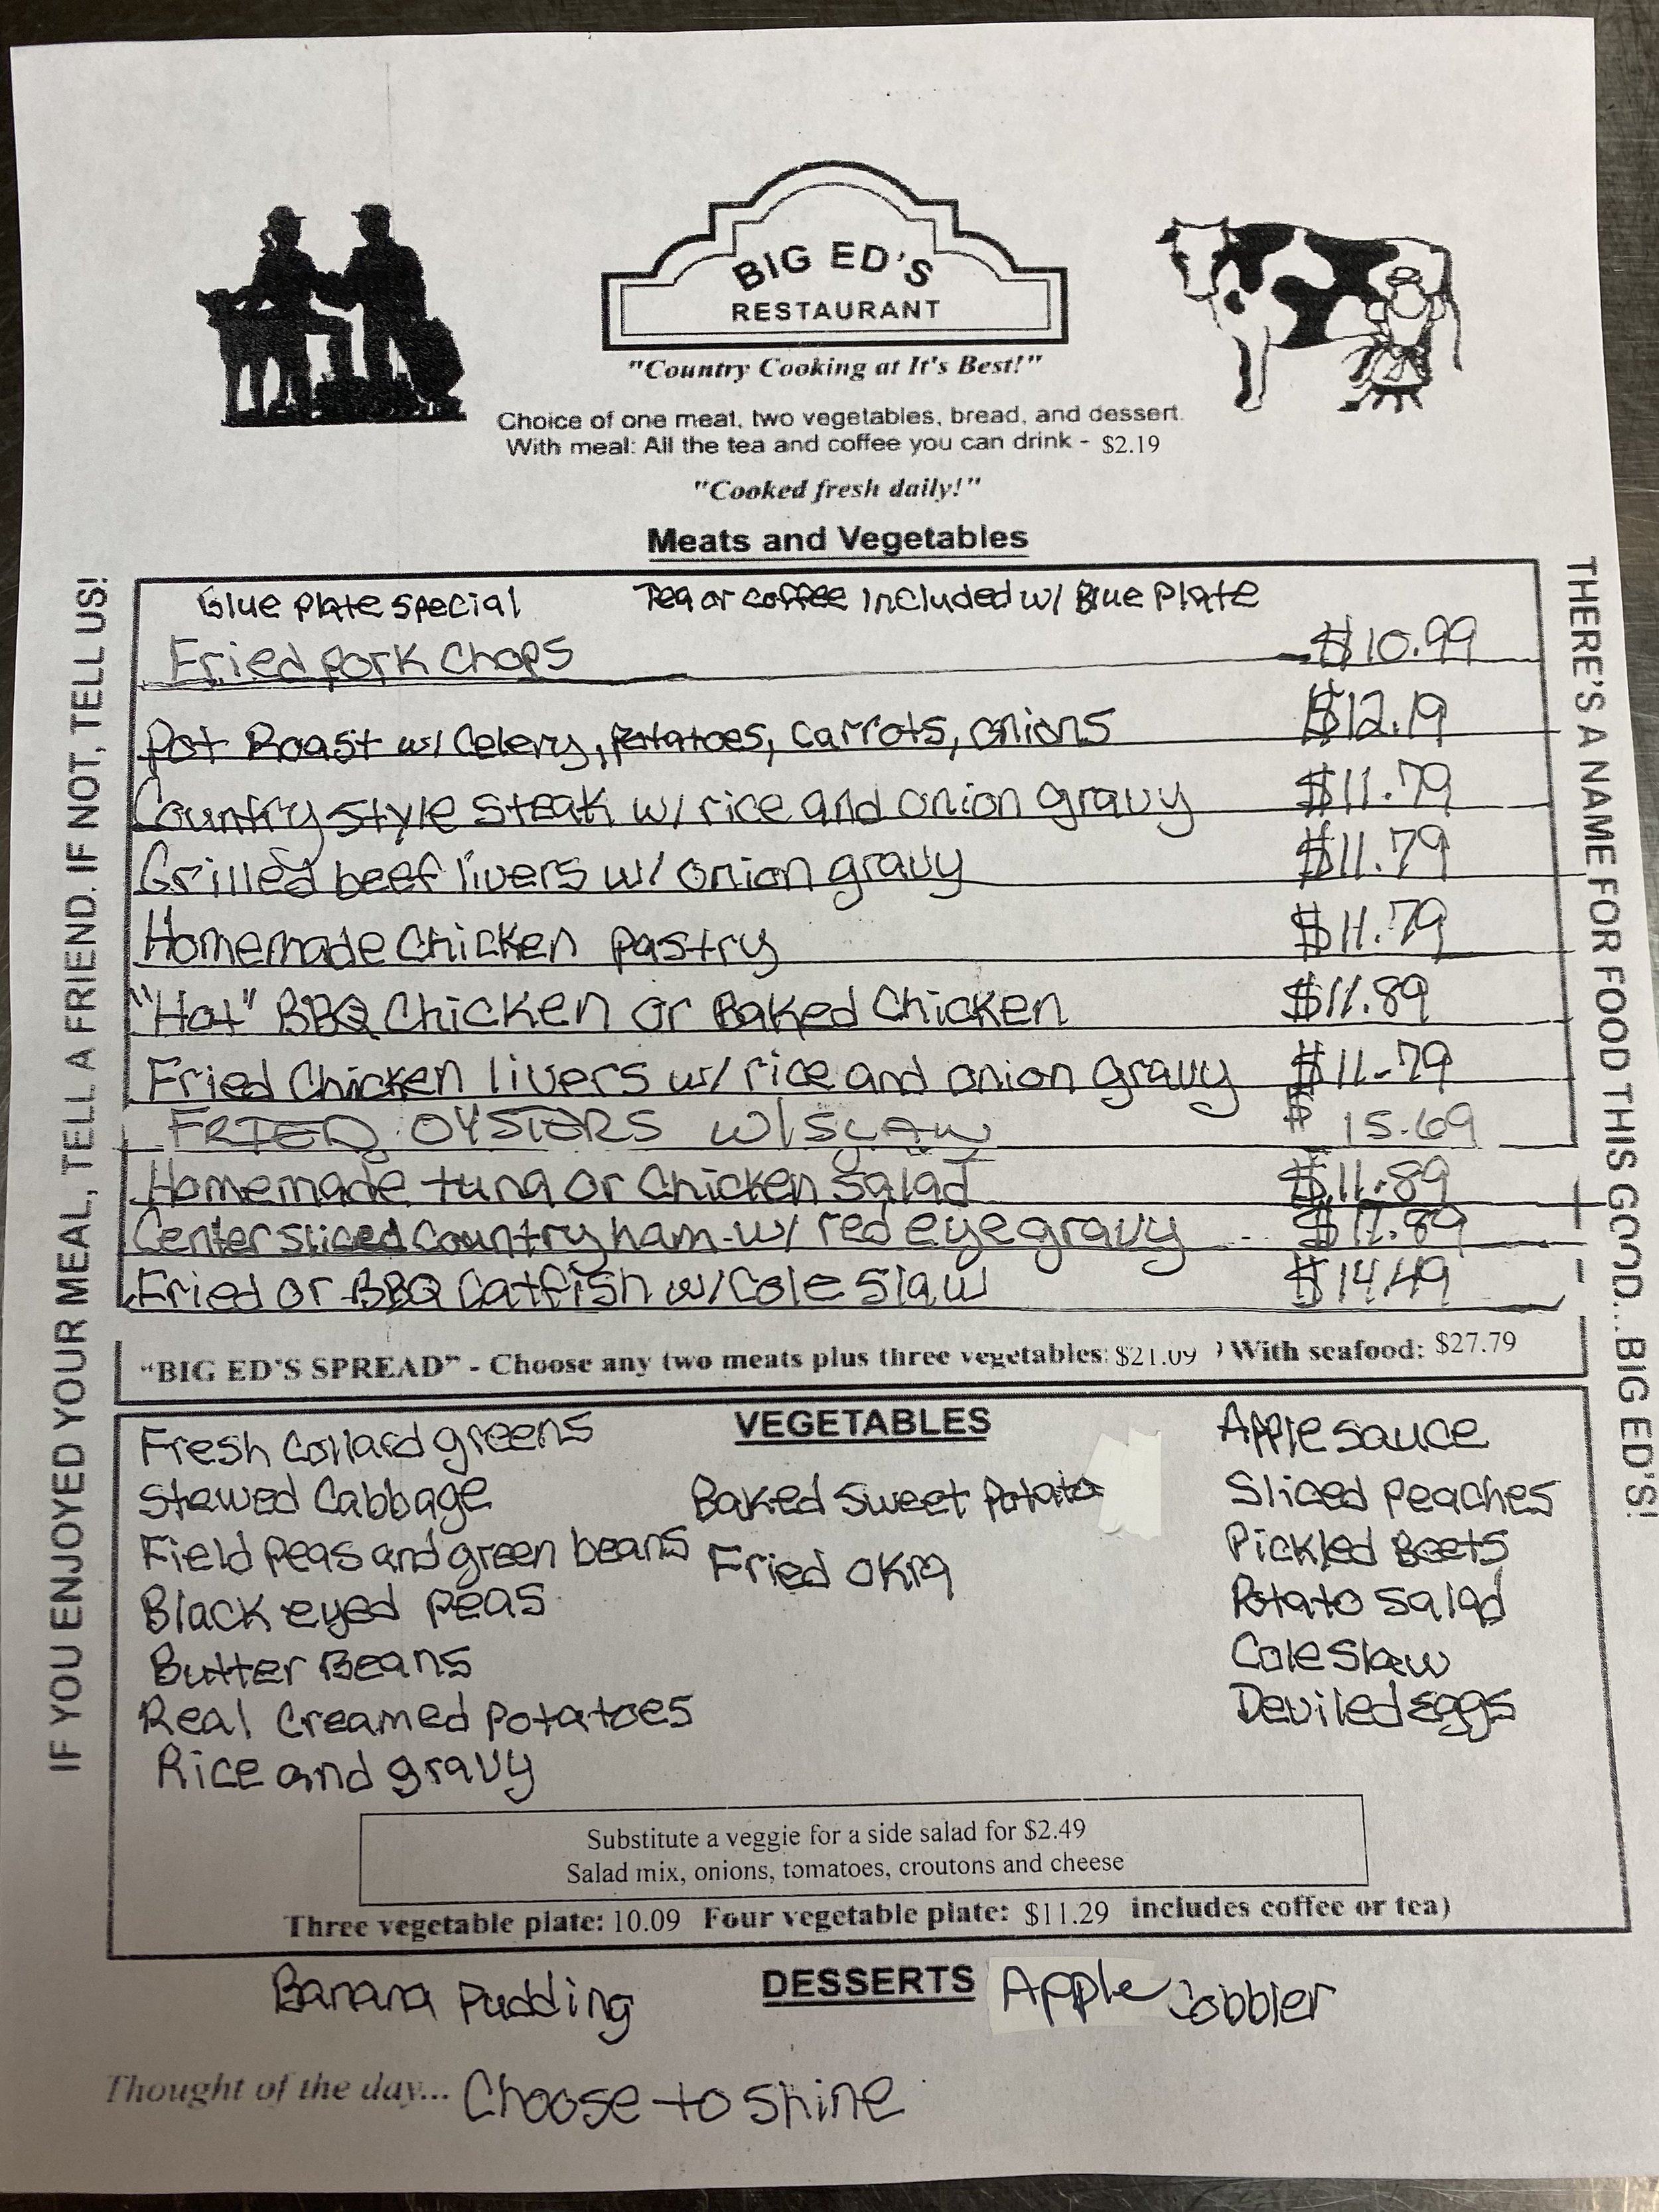 BIG ED'S
RESTAURANT
"Country Cooking at It's Best!"
Choice of one meat, two vegetables, bread, and dessert.
With meal: All the tea and coffee you can drink - $2.19
"Cooked fresh daily!"
Meats and Vegetables
IF YOU ENJOYED YOUR MEAL, TELL A FRIEND. IF NOT, TELL US!
THERE'S A NAME FOR FOOD THIS GOOD...BIG ED'S!
Blue Plate Special Tea or coffee included w/ Blue Plate
Fried pork Chops $10.99
Pot Roast w/ Celery, potatoes, carrots, onions $12.19
Country style steak w/ rice and onion gravy $11.79
Grilled beef livers w/ onion gravy $11.79
Homemade Chicken pastry $11.79
"Hot" BBQ Chicken or Baked Chicken $11.89
Fried Chicken livers w/ rice and onion gravy $11.79
FRIED OYSTERS w/ SLAW $ 15.69
Homemade tuna or Chicken salad $11.89
Center sliced country ham w/ red eye gravy $11.89
Fried or BBQ Catfish w/ Cole slaw $14.49
"BIG ED'S SPREAD" - Choose any two meats plus three vegetables: $21.09 ) With seafood: $27.79
VEGETABLES
Fresh Collard greens
Stewed Cabbage
Field Peas and green beans
Black eyed peas
Butter Beans
Real Creamed potatoes
Rice and gravy
Baked Sweet Potato
Fried okra
Apple sauce
Sliced Peaches
Pickled Beets
Potato Salad
Cole Slaw
Deviled Eggs
Substitute a veggie for a side salad for $2.49
Salad mix, onions, tomatoes, croutons and cheese
Three vegetable plate: 10.09 Four vegetable plate: $11.29 includes coffee or tea)
DESSERTS
Banana Pudding
Apple Cobbler
Thought of the day... Choose to shine